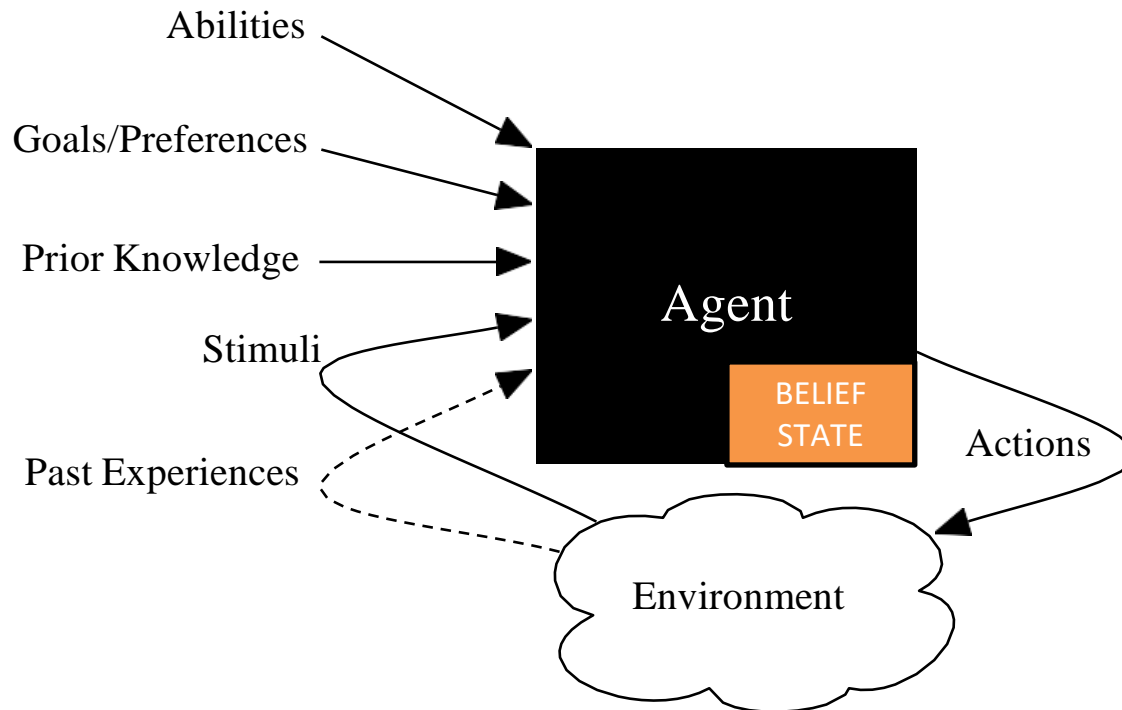 Abilities
Goals/Preferences
Prior Knowledge
Agent
Stimuli
BELIEF
STATE
Actions
Past Experiences
Environment